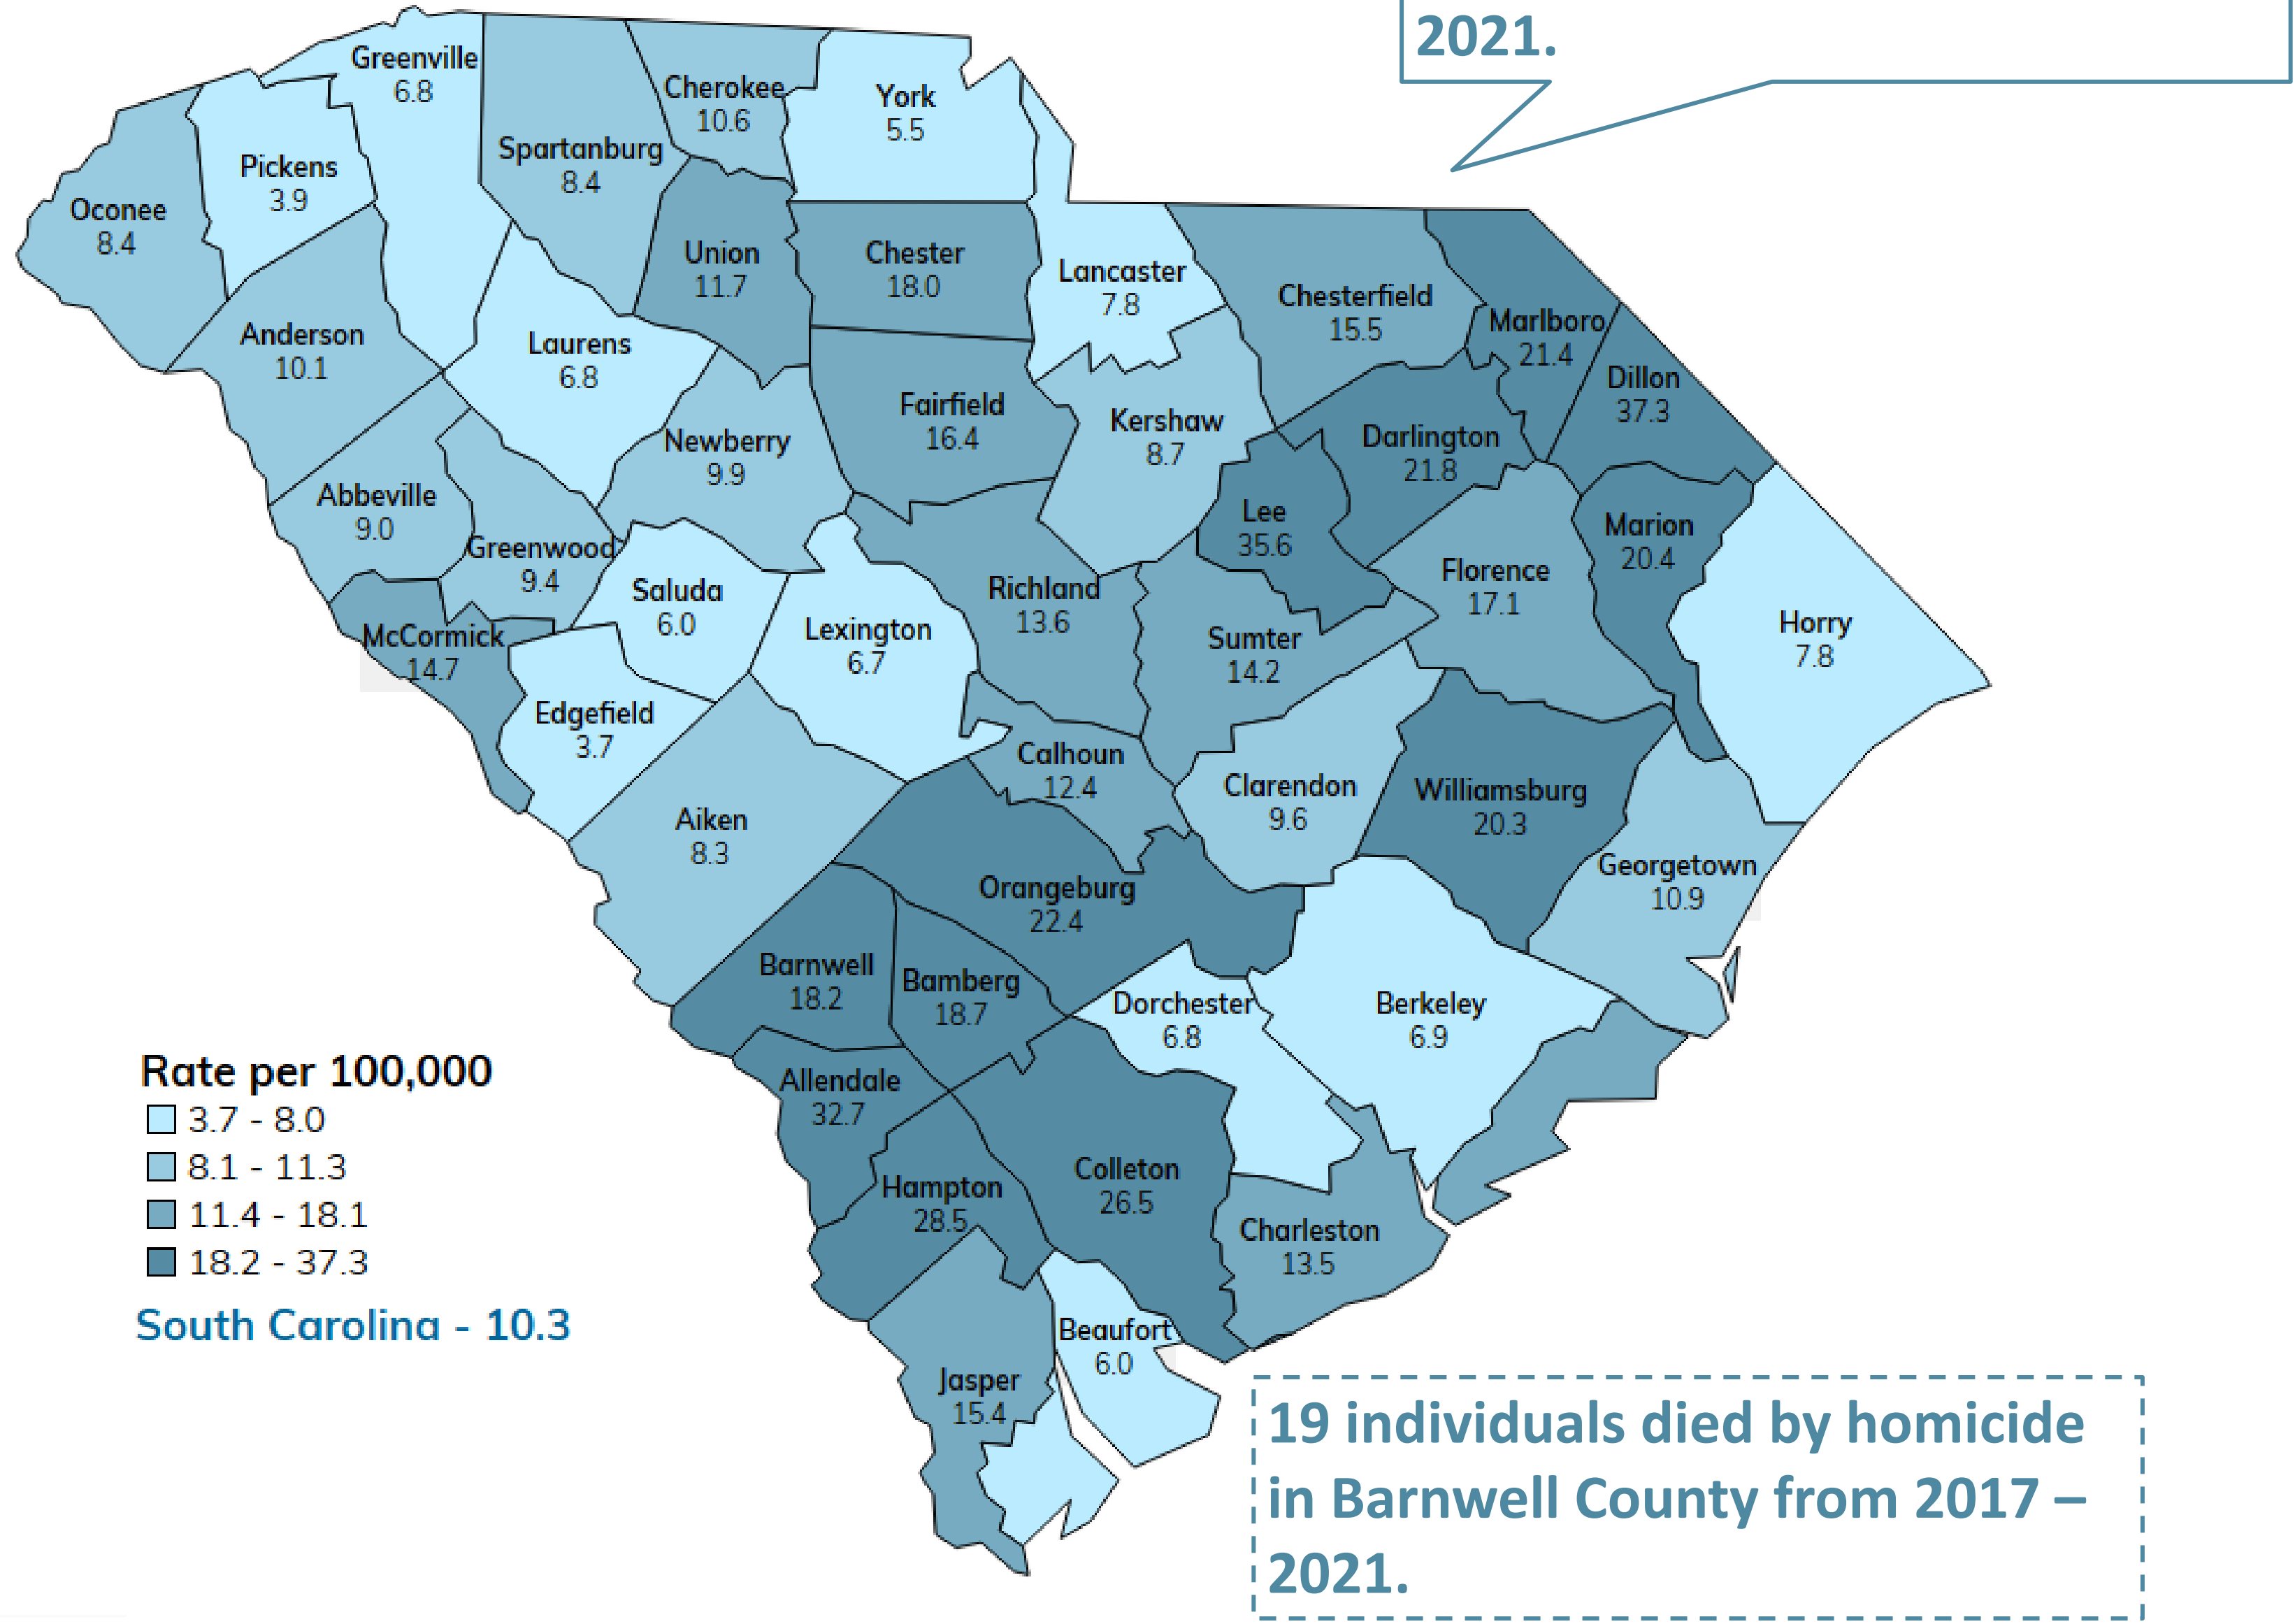 2021.
Greenville
6.8
Cherokee
10.6
York
5.5
Spartanburg
8.4
Pickens
3.9
Oconee
8.4
Union
11.7
Chester
18.0
Lancaster
7.8
Chesterfield
15.5
Marlboro
21.4
Dillon
37.3
Anderson
10.1
Laurens
6.8
Fairfield
16.4
Kershaw
8.7
Darlington
21.8
Newberry
9.9
Abbeville
9.0
Greenwood
9.4
Lee
35.6
Marion
20.4
Florence
17.1
Saluda
6.0
Richland
13.6
Lexington
6.7
Sumter
14.2
Horry
7.8
McCormick
14.7
Edgefield
3.7
Calhoun
12.4
Clarendon
9.6
Williamsburg
20.3
Aiken
8.3
Georgetown
10.9
Orangeburg
22.4
Barnwell
18.2
Bamberg
18.7
Dorchester
6.8
Berkeley
6.9
Allendale
32.7
Colleton
26.5
Hampton
28.5
Charleston
13.5
Beaufort
6.0
Jasper
15.4
Rate per 100,000
3.7 - 8.0
8.1 - 11.3
11.4 - 18.1
18.2 - 37.3
South Carolina - 10.3
19 individuals died by homicide
in Barnwell County from 2017 –
2021.